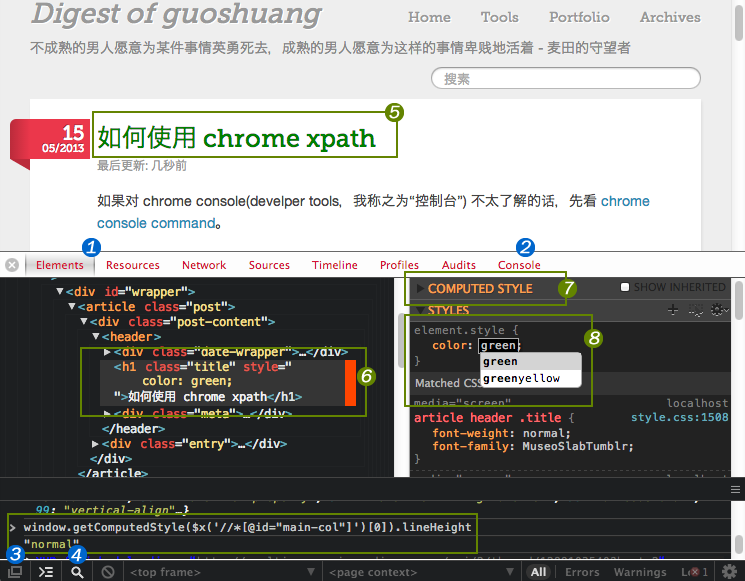 Digest of guoshuang
Home Tools Portfolio Archives
不成熟的男人愿意为某件事情英勇死去，成熟的男人愿意为这样的事情卑贱地活着 - 麦田的守望者
搜素
15
05/2013
如何使用 chrome xpath
5
最后更新: 几秒前
如果对 chrome console(develper tools，我称之为“控制台”) 不太了解的话，先看 chrome
console command。
1
2
Elements Resources Network Sources Timeline Profiles Audits Console
<div id="wrapper">
<article class="post">
<div class="post-content">
<header>
<div class="date-wrapper">…</div>
<h1 class="title" style="
color: green;
">如何使用 chrome xpath</h1>
<div class="meta">…</div>
</header>
<div class="entry">…</div>
</div>
</article>
6
COMPUTED STYLE
7
SHOW INHERITED
STYLES
element.style {
8
color: green;
green
greenyellow
}
Matched CSS
media="screen" localhost
article header .title { style.css:1508
font-weight: normal;
font-family: MuseoSlabTumblr;
}
99: "vertical-align"…}
> window.getComputedStyle($x('//*[@id="main-col"]')[0]).lineHeight
"normal"
3
4
<top frame> <page context> All Errors Warnings 1